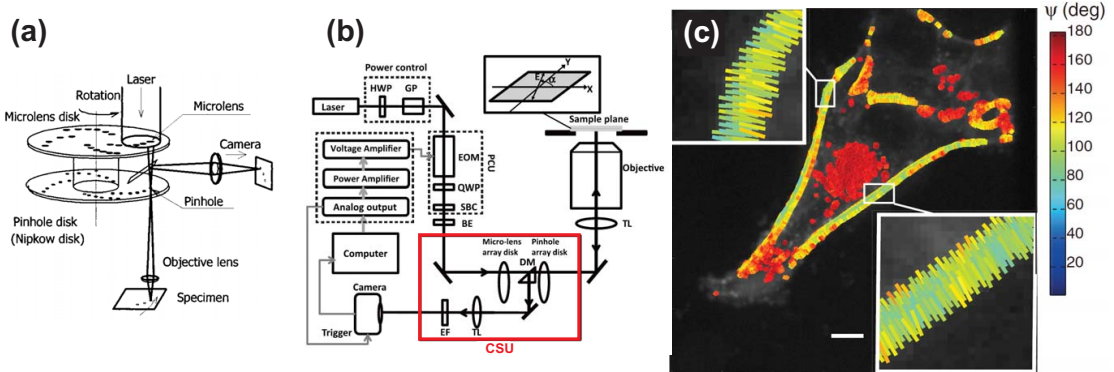 (a)
Laser
Rotation
Microlens disk
Microlens
Camera
Pinhole
Pinhole disk
(Nipkow disk)
Objective lens
Specimen
(b)
Power control
HWP GP
Laser
Voltage Amplifier
Power Amplifier
Analog output
Computer
Camera
Trigger
EOM
PCU
QWP
SBC
BE
Y
E α
X
Sample plane
Objective
TL
Micro-lens
array disk
Pinhole
array disk
DM
EF TL
CSU
(c)
ψ (deg)
180
160
140
120
100
80
60
40
20